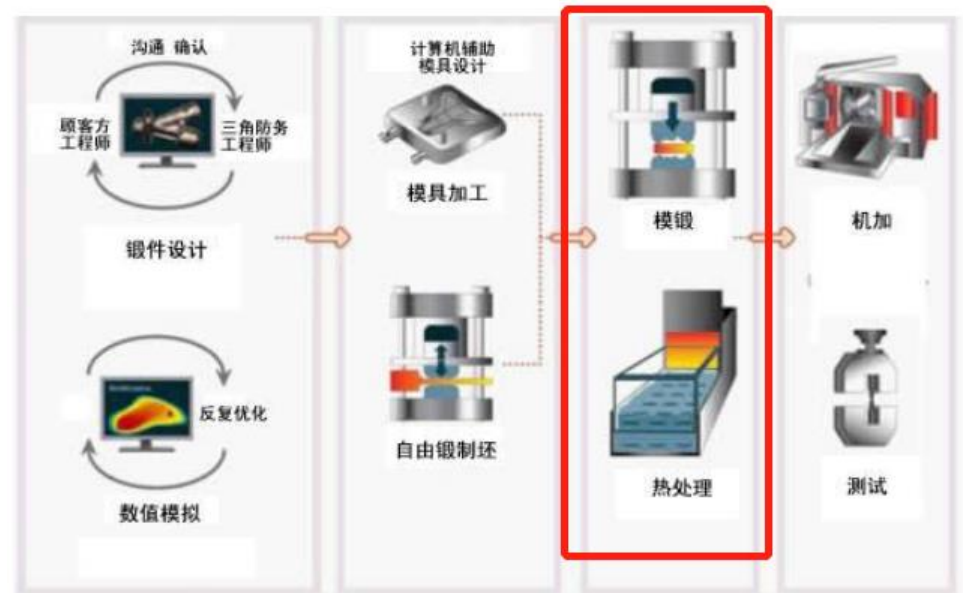 沟通 确认
顾客方
工程师
三角防务
工程师
锻件设计
反复优化
数值模拟
计算机辅助
模具设计
模具加工
自由锻制坯
模锻
热处理
机加
测试